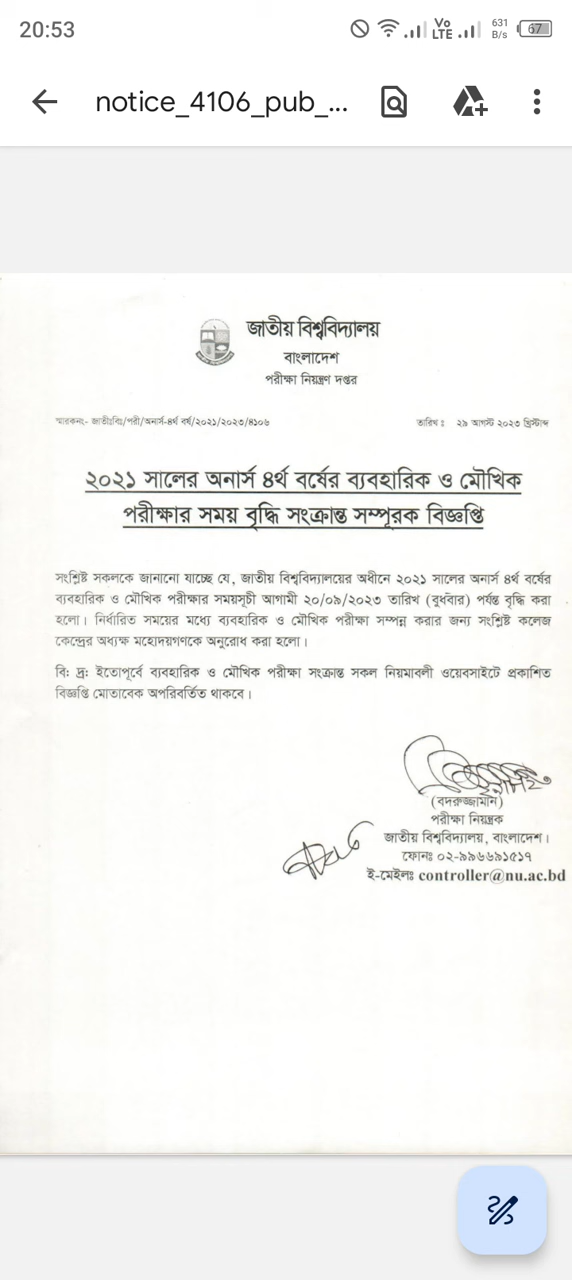 20:53
Vo LTE
631 B/s
67
notice_4106_pub_...
জাতীয় বিশ্ববিদ্যালয়
বাংলাদেশ
পরীক্ষা নিয়ন্ত্রণ দপ্তর
স্মারকনং- জাতীঃবিঃ/পরী/অনার্স-৪র্থ বর্ষ/২০২১/২০২৩/৪১০৬ তারিখ : ২৯ আগস্ট ২০২৩ খ্রিস্টাব্দ
২০২১ সালের অনার্স ৪র্থ বর্ষের ব্যবহারিক ও মৌখিক
পরীক্ষার সময় বৃদ্ধি সংক্রান্ত সম্পূরক বিজ্ঞপ্তি
সংশ্লিষ্ট সকলকে জানানো যাচ্ছে যে, জাতীয় বিশ্ববিদ্যালয়ের অধীনে ২০২১ সালের অনার্স ৪র্থ বর্ষের
ব্যবহারিক ও মৌখিক পরীক্ষার সময়সূচী আগামী ২০/০৯/২০২৩ তারিখ (বুধবার) পর্যন্ত বৃদ্ধি করা
হলো। নির্ধারিত সময়ের মধ্যে ব্যবহারিক ও মৌখিক পরীক্ষা সম্পন্ন করার জন্য সংশ্লিষ্ট কলেজ
কেন্দ্রের অধ্যক্ষ মহোদয়গণকে অনুরোধ করা হলো।
বি: দ্র: ইতোপূর্বে ব্যবহারিক ও মৌখিক পরীক্ষা সংক্রান্ত সকল নিয়মাবলী ওয়েবসাইটে প্রকাশিত
বিজ্ঞপ্তি মোতাবেক অপরিবর্তিত থাকবে।
(বদরুজ্জামান)
পরীক্ষা নিয়ন্ত্রক
জাতীয় বিশ্ববিদ্যালয়, বাংলাদেশ।
ফোনঃ ০২-৯৯৬৬৯১৫১৭
ই-মেইলঃ controller@nu.ac.bd